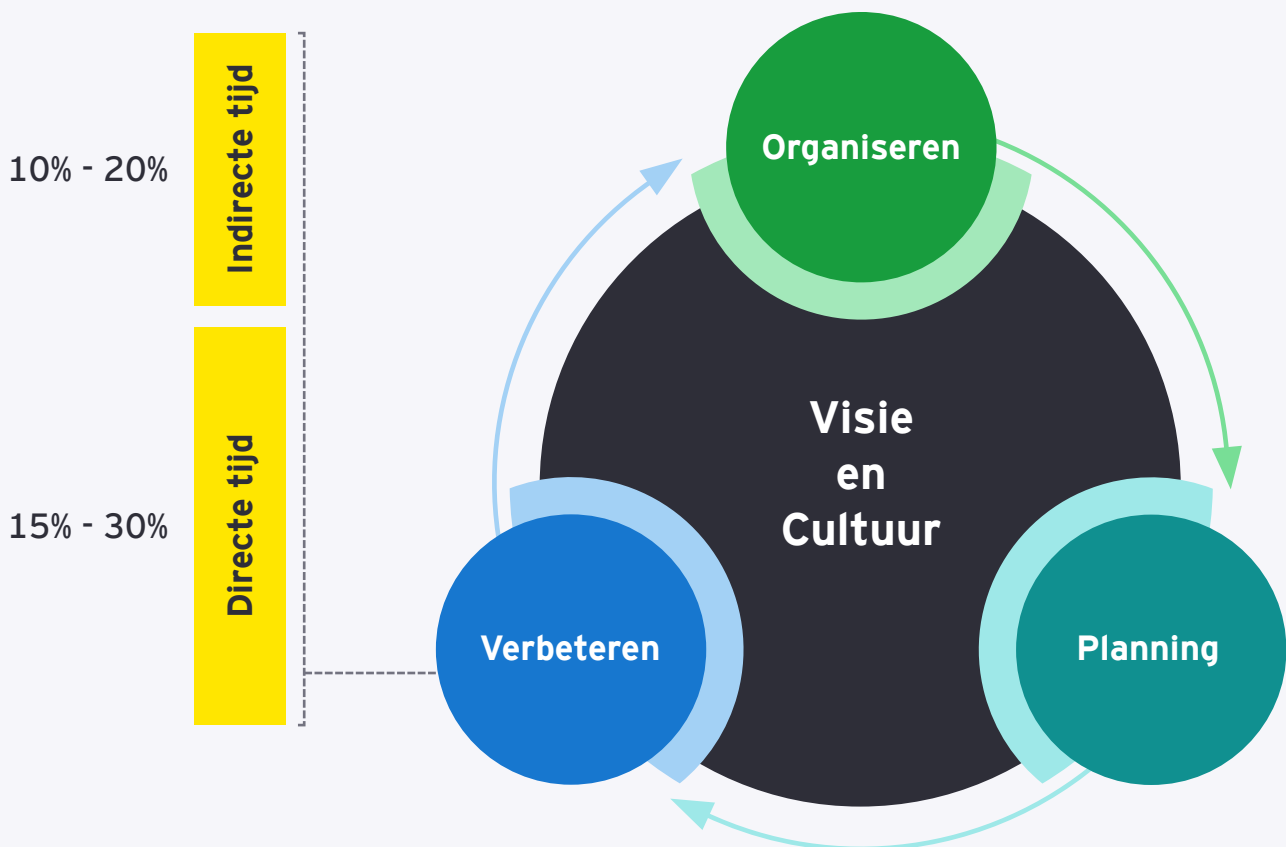 10% - 20%
Indirecte tijd
15% - 30%
Directe tijd
Organiseren
Visie
en
Cultuur
Verbeteren
Planning